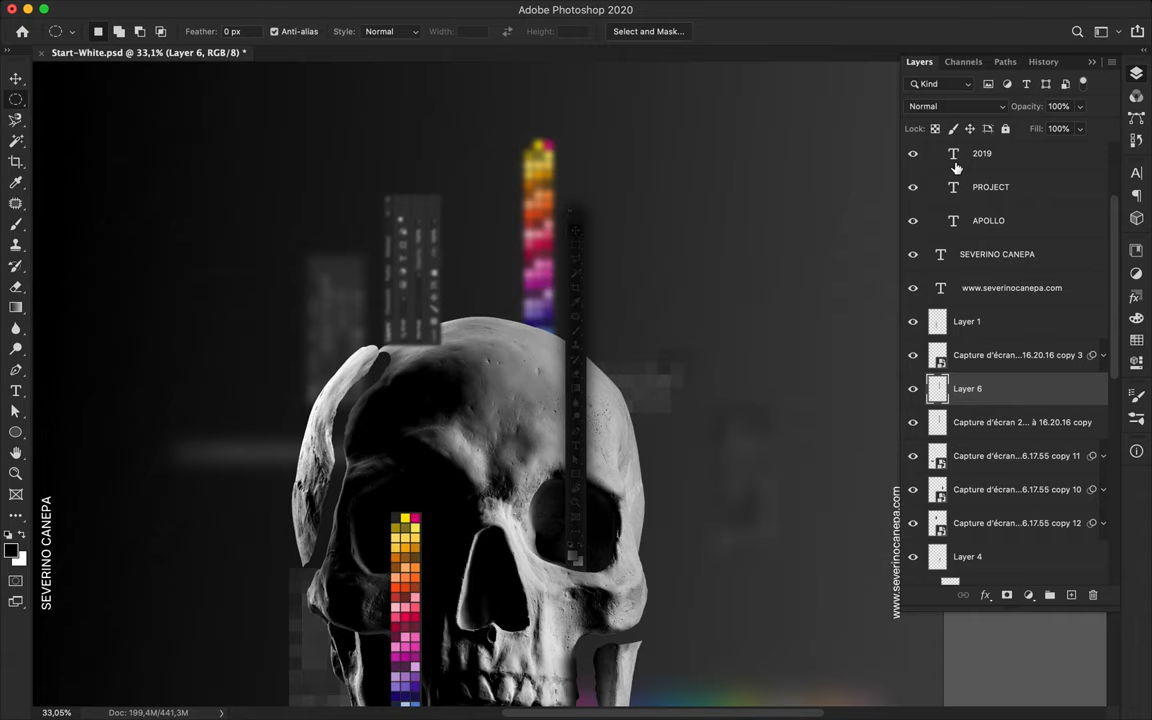 Adobe Photoshop 2020
Feather: 0 px
Anti-alias
Style: Normal
Width:
Height:
Select and Mask...
Start-White.psd @ 33,1% (Layer 6, RGB/8) *
Layers
Channels
Paths
History
Kind
Normal
Opacity: 100%
Lock:
Fill: 100%
2019
PROJECT
APOLLO
SEVERINO CANEPA
www.severinocanepa.com
Layer 1
Capture d'écran...16.20.16 copy 3
Layer 6
Capture d'écran 2... à 16.20.16 copy
Capture d'écran...6.17.55 copy 11
Capture d'écran...6.17.55 copy 10
Capture d'écran...6.17.55 copy 12
Layer 4
SEVERINO CANEPA
www.severinocanepa.com
33,05%
Doc: 199,4M/441,3M